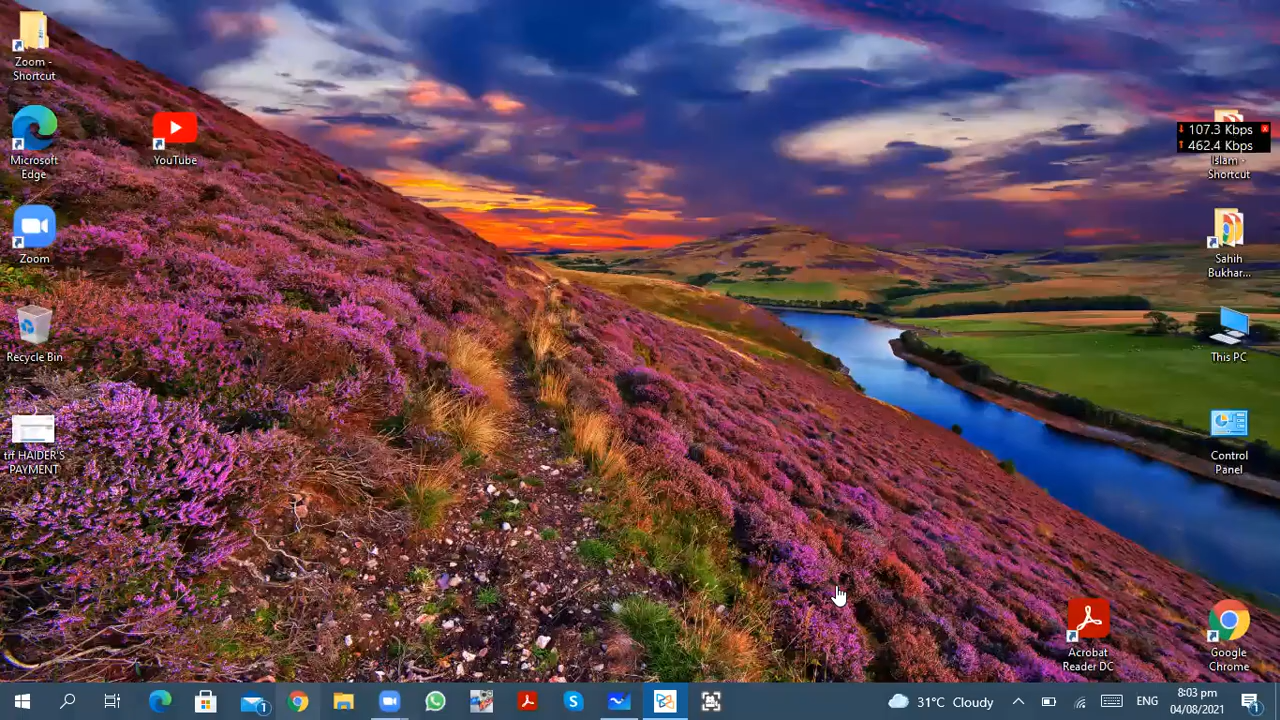 Zoom -
Shortcut
Microsoft
Edge
YouTube
Zoom
Recycle Bin
tif HAIDER'S
PAYMENT
107.3 Kbps
462.4 Kbps
Islam -
Shortcut
Sahih
Bukhar...
This PC
Control
Panel
Acrobat
Reader DC
Google
Chrome
1
31°C Cloudy
ENG
8:03 pm
04/08/2021
1